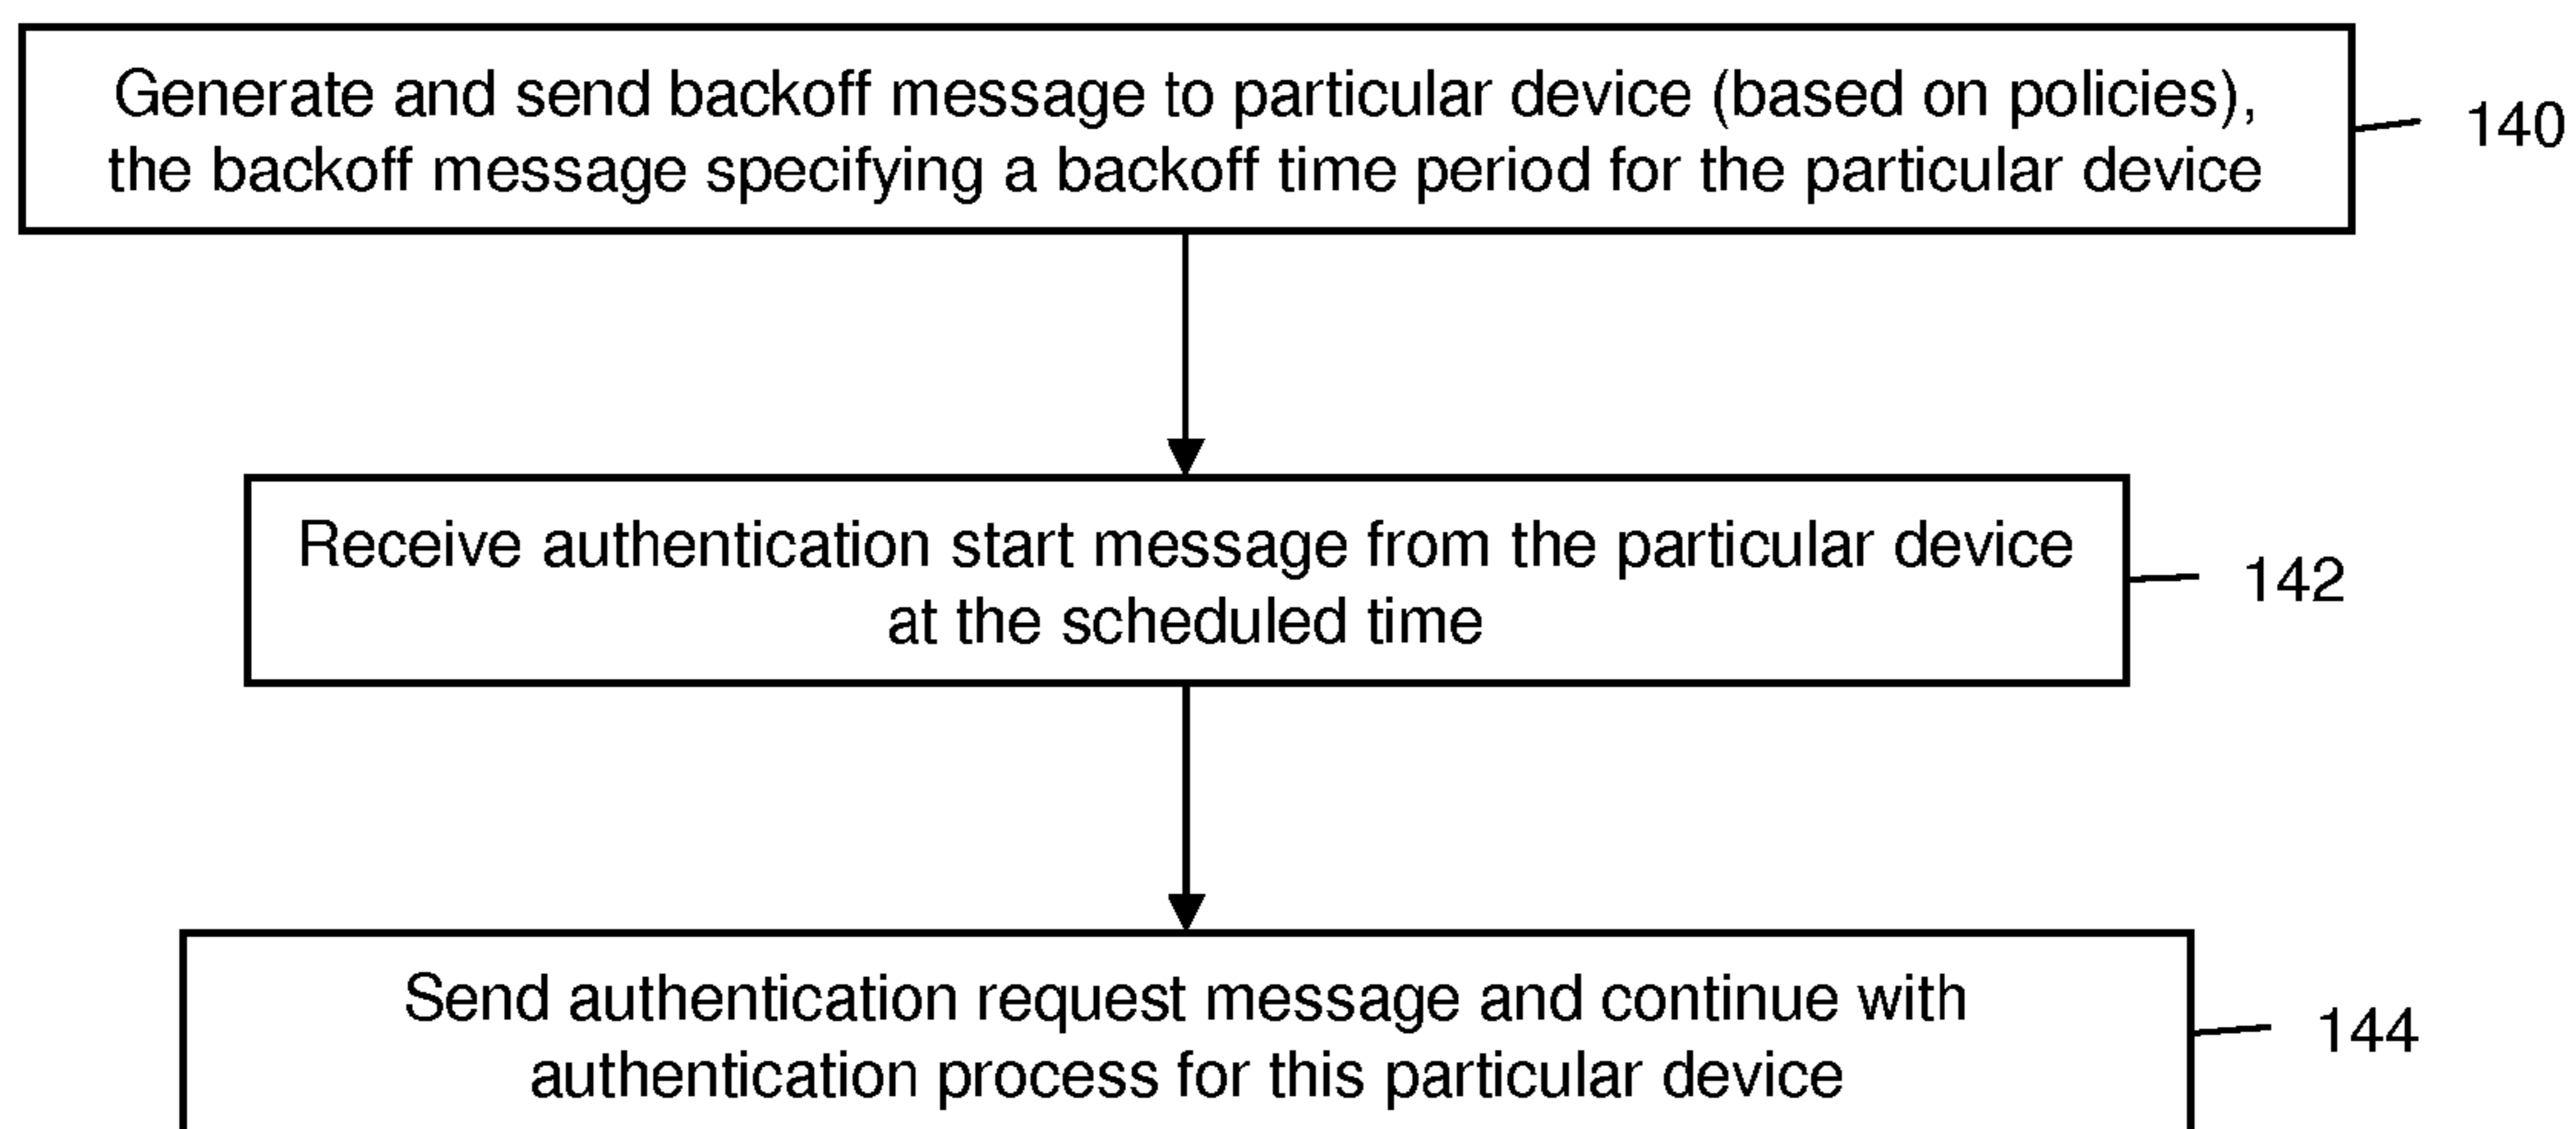 Generate and send backoff message to particular device (based on policies),
the backoff message specifying a backoff time period for the particular device
140
Receive authentication start message from the particular device
at the scheduled time
142
Send authentication request message and continue with
authentication process for this particular device
144